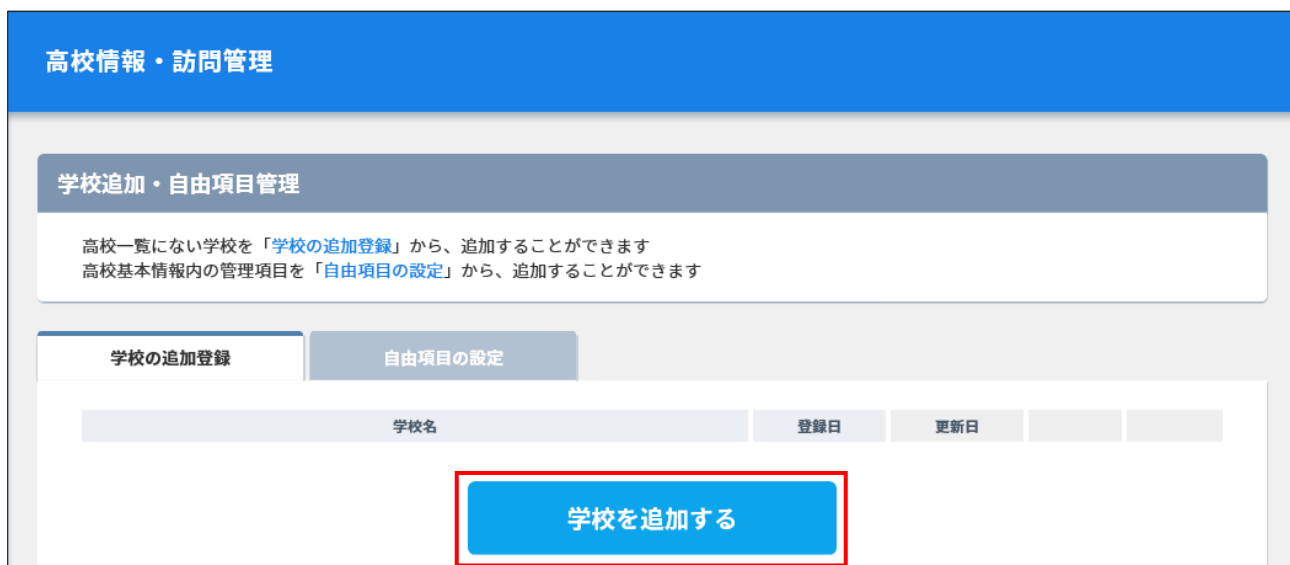 高校情報・訪問管理
学校追加・自由項目管理
高校一覧にない学校を「学校の追加登録」から、追加することができます
高校基本情報内の管理項目を「自由項目の設定」から、追加することができます
学校の追加登録 自由項目の設定
学校名 登録日 更新日
学校を追加する